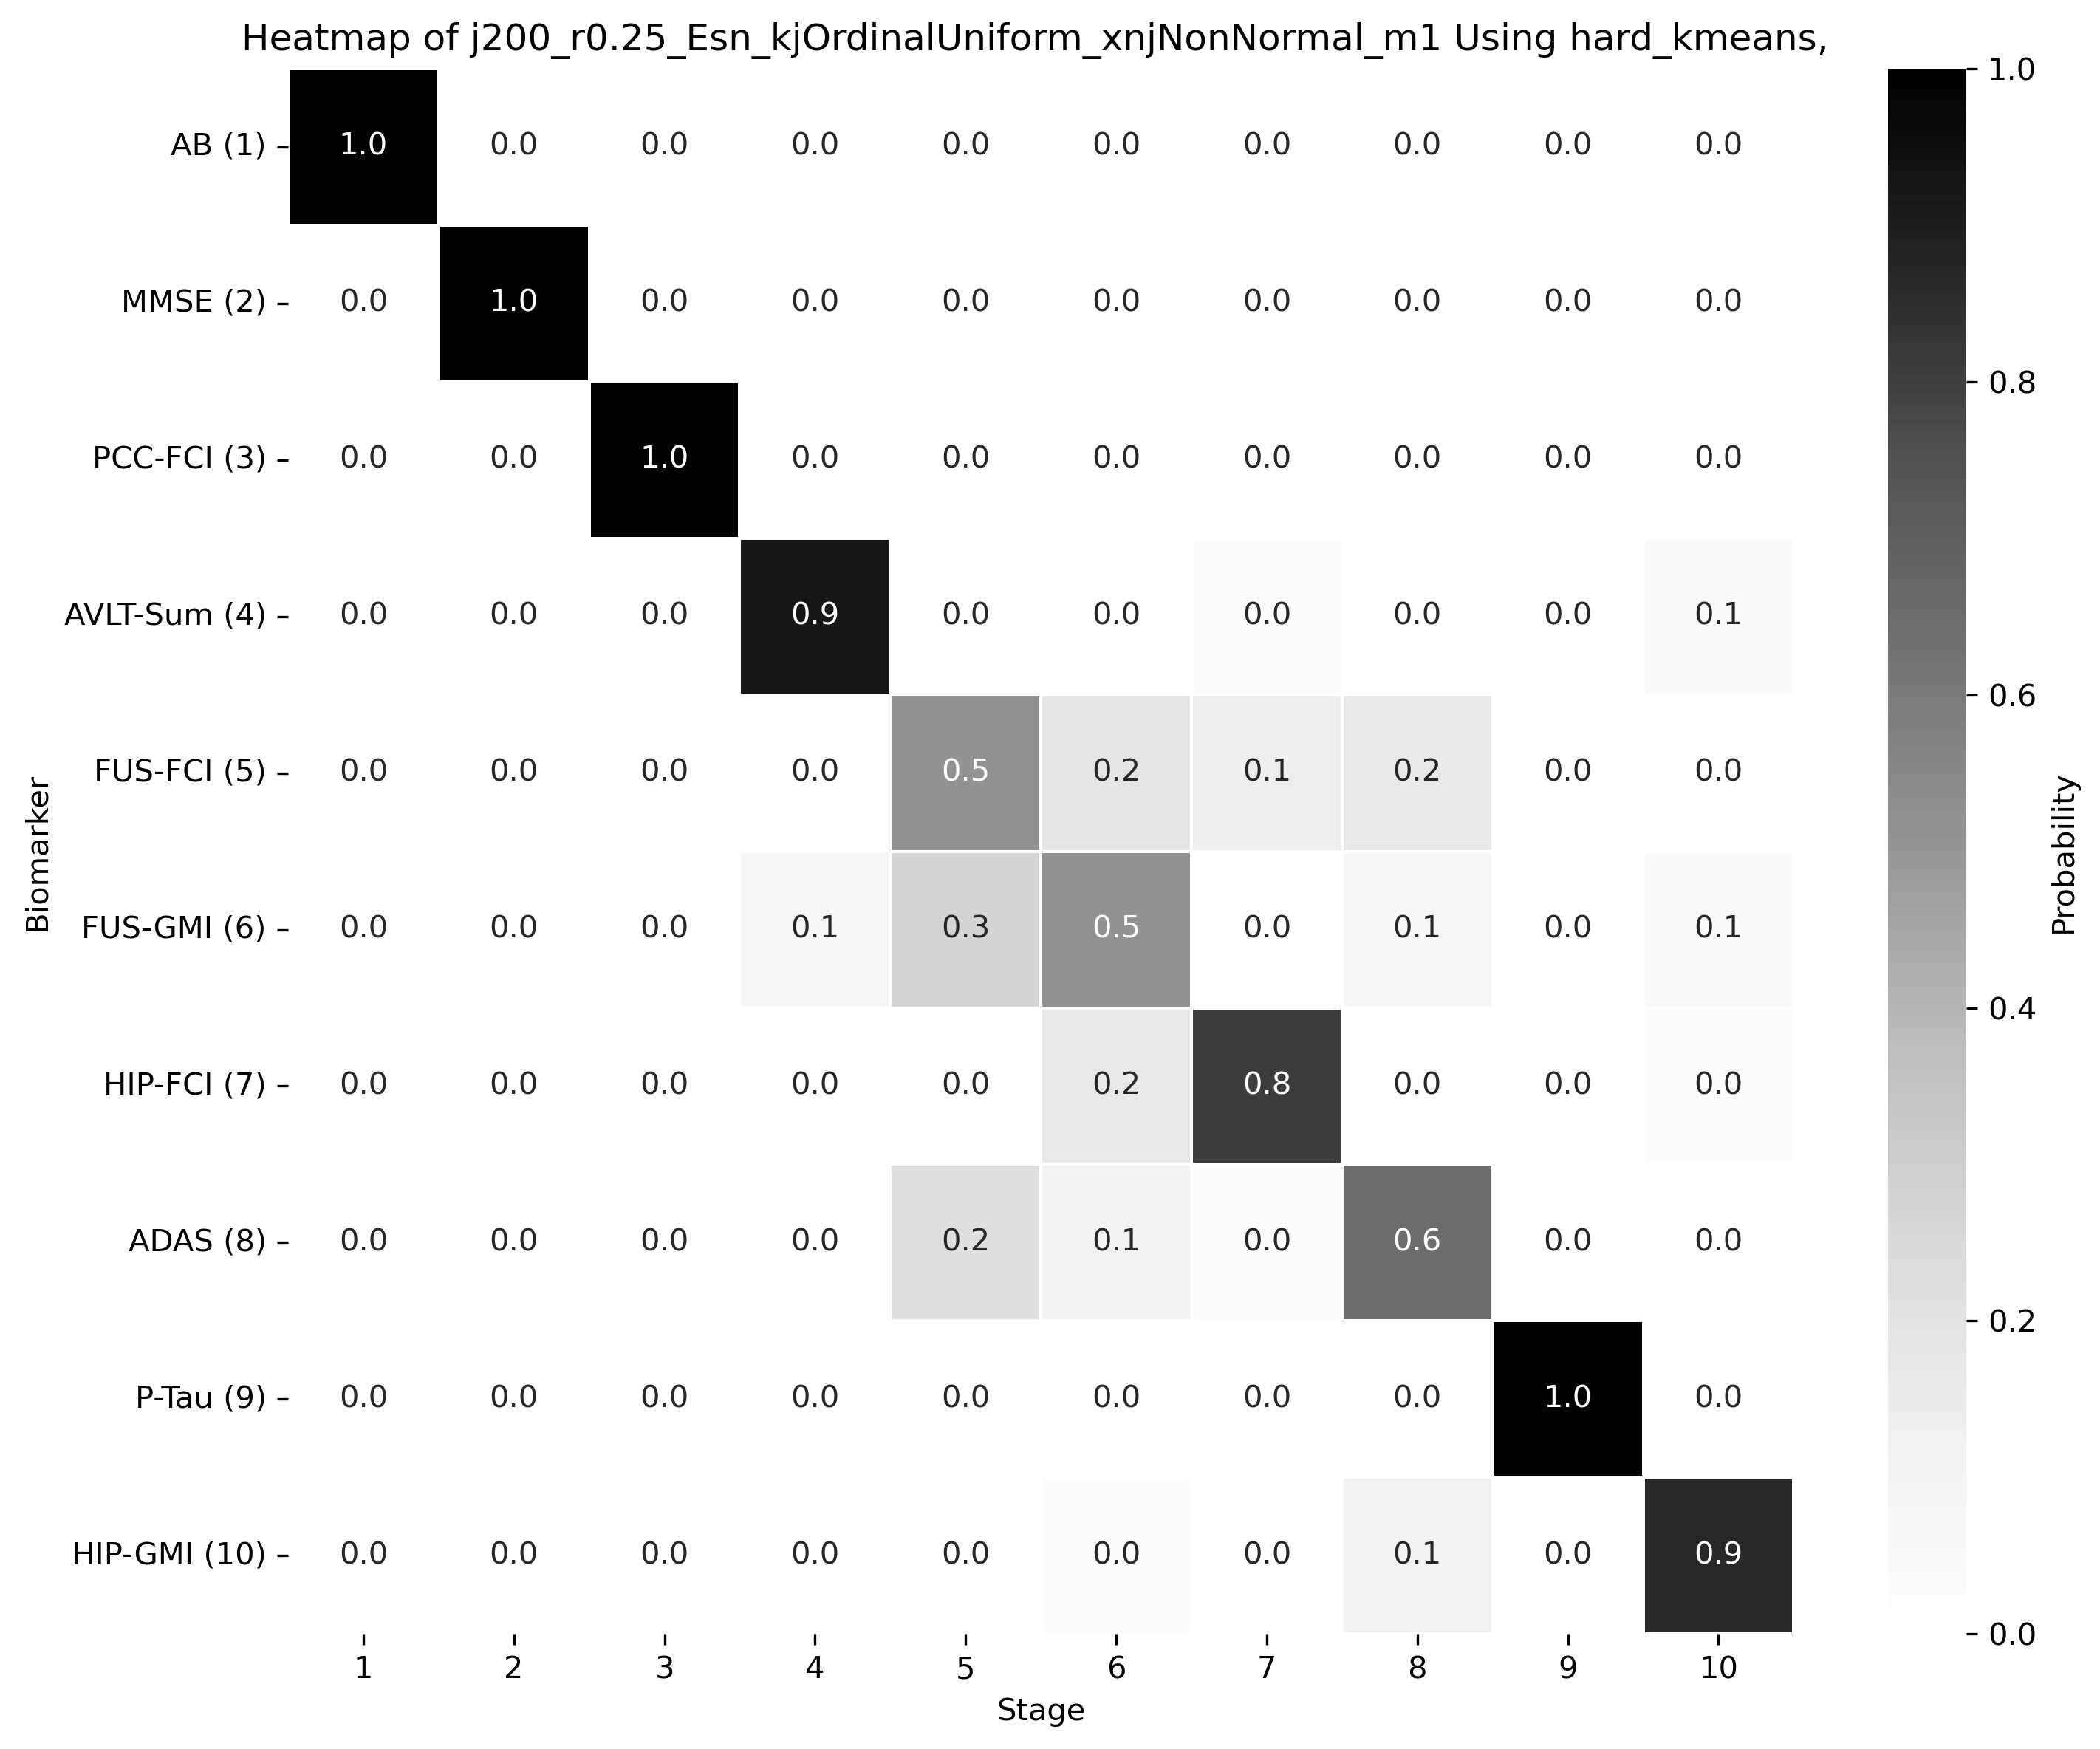 Heatmap of j200_r0.25_Esn_kjOrdinalUniform_xnjNonNormal_m1 Using hard_kmeans,
Biomarker
AB (1) 1.0 0.0 0.0 0.0 0.0 0.0 0.0 0.0 0.0 0.0
MMSE (2) 0.0 1.0 0.0 0.0 0.0 0.0 0.0 0.0 0.0 0.0
PCC-FCI (3) 0.0 0.0 1.0 0.0 0.0 0.0 0.0 0.0 0.0 0.0
AVLT-Sum (4) 0.0 0.0 0.0 0.9 0.0 0.0 0.0 0.0 0.0 0.1
FUS-FCI (5) 0.0 0.0 0.0 0.0 0.5 0.2 0.1 0.2 0.0 0.0
FUS-GMI (6) 0.0 0.0 0.0 0.1 0.3 0.5 0.0 0.1 0.0 0.1
HIP-FCI (7) 0.0 0.0 0.0 0.0 0.0 0.2 0.8 0.0 0.0 0.0
ADAS (8) 0.0 0.0 0.0 0.0 0.2 0.1 0.0 0.6 0.0 0.0
P-Tau (9) 0.0 0.0 0.0 0.0 0.0 0.0 0.0 0.0 1.0 0.0
HIP-GMI (10) 0.0 0.0 0.0 0.0 0.0 0.0 0.0 0.1 0.0 0.9
1 2 3 4 5 6 7 8 9 10
Stage
1.0
0.8
0.6
0.4
0.2
0.0
Probability